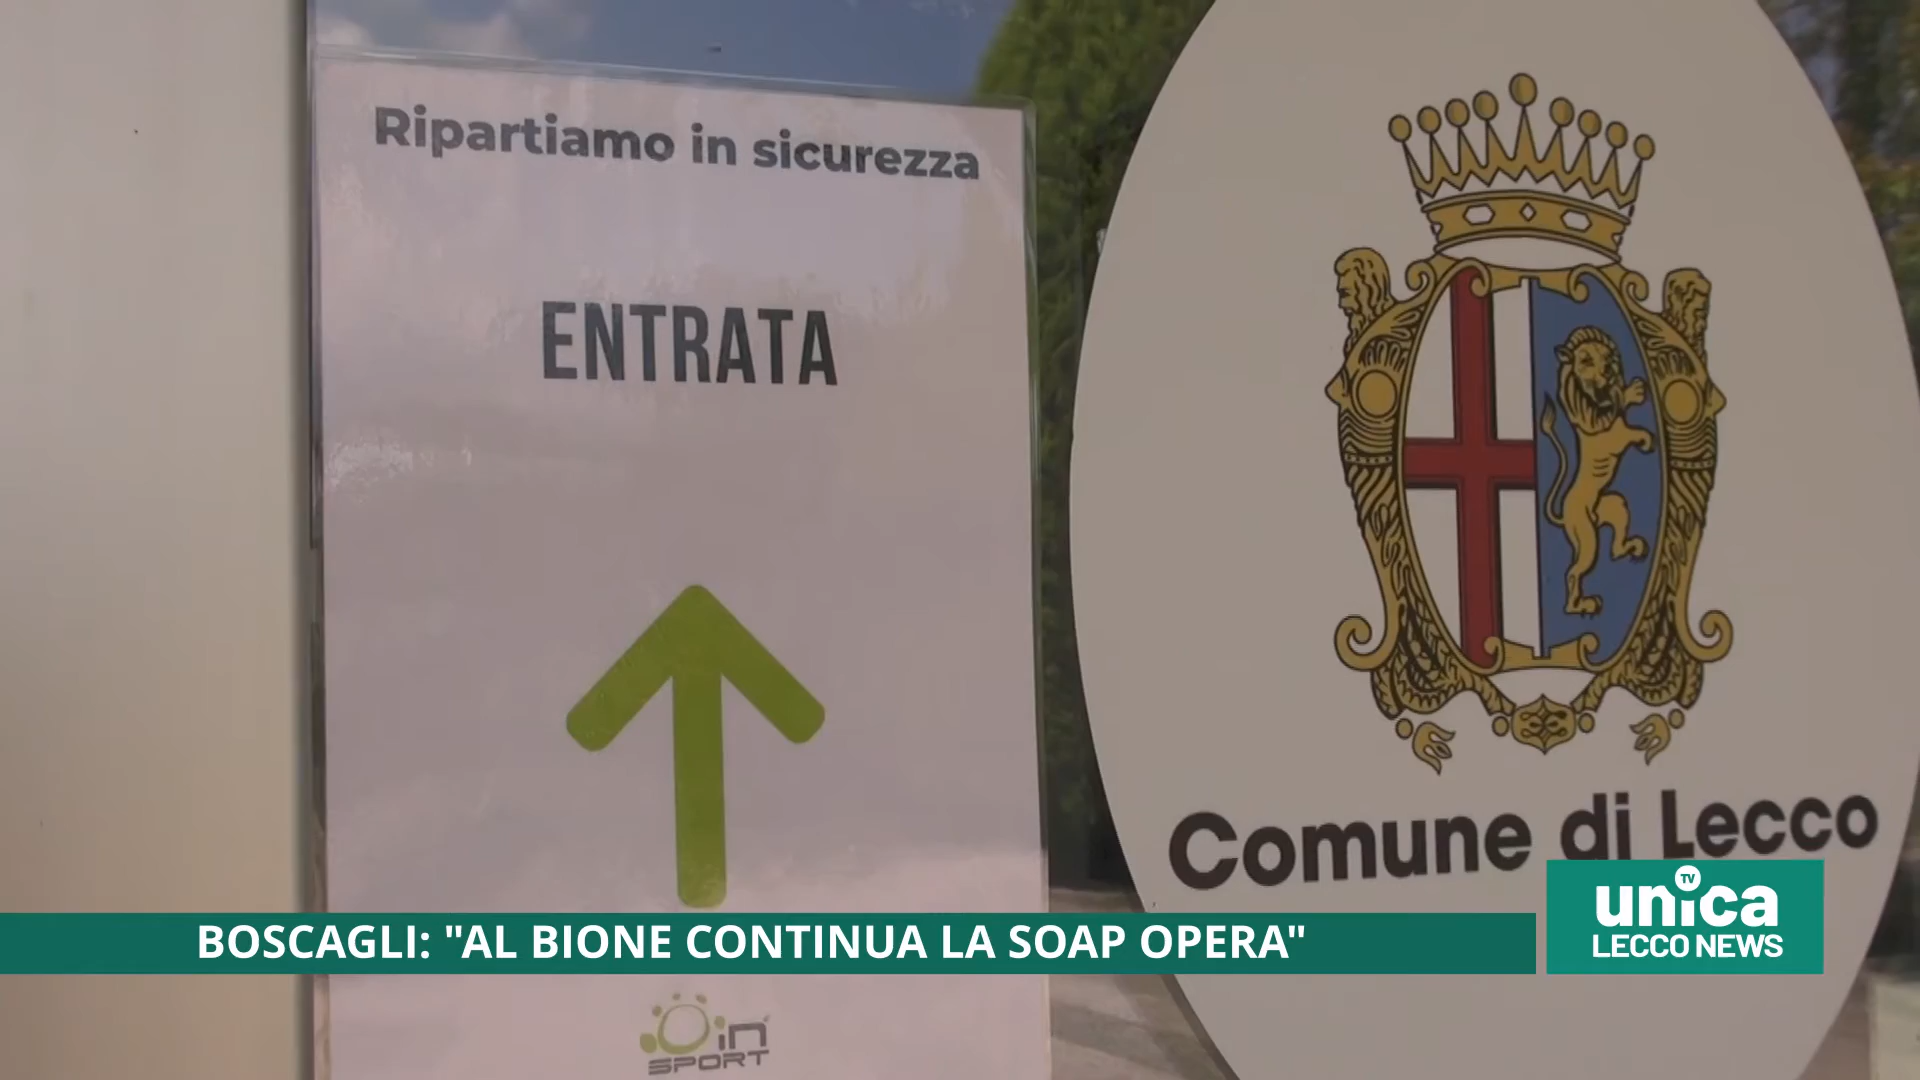 Ripartiamo in sicurezza
ENTRATA
in
SPORT
Comune di Lecco
BOSCAGLI: "AL BIONE CONTINUA LA SOAP OPERA"
TV
unica
LECCO NEWS